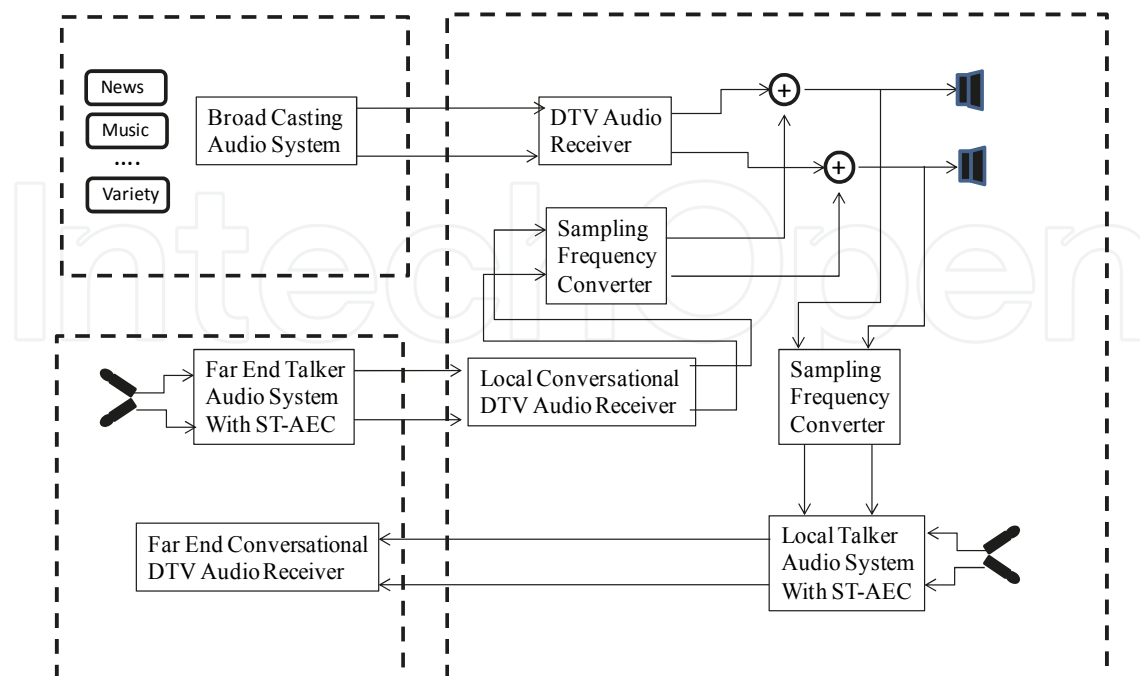 News
Music
....
Variety
Broad Casting
Audio System
DTV Audio
Receiver
+
+
Sampling
Frequency
Converter
Far End Talker
Audio System
With ST-AEC
Local Conversational
DTV Audio Receiver
Sampling
Frequency
Converter
Far End Conversational
DTV Audio Receiver
Local Talker
Audio System
With ST-AEC
IntechOpen